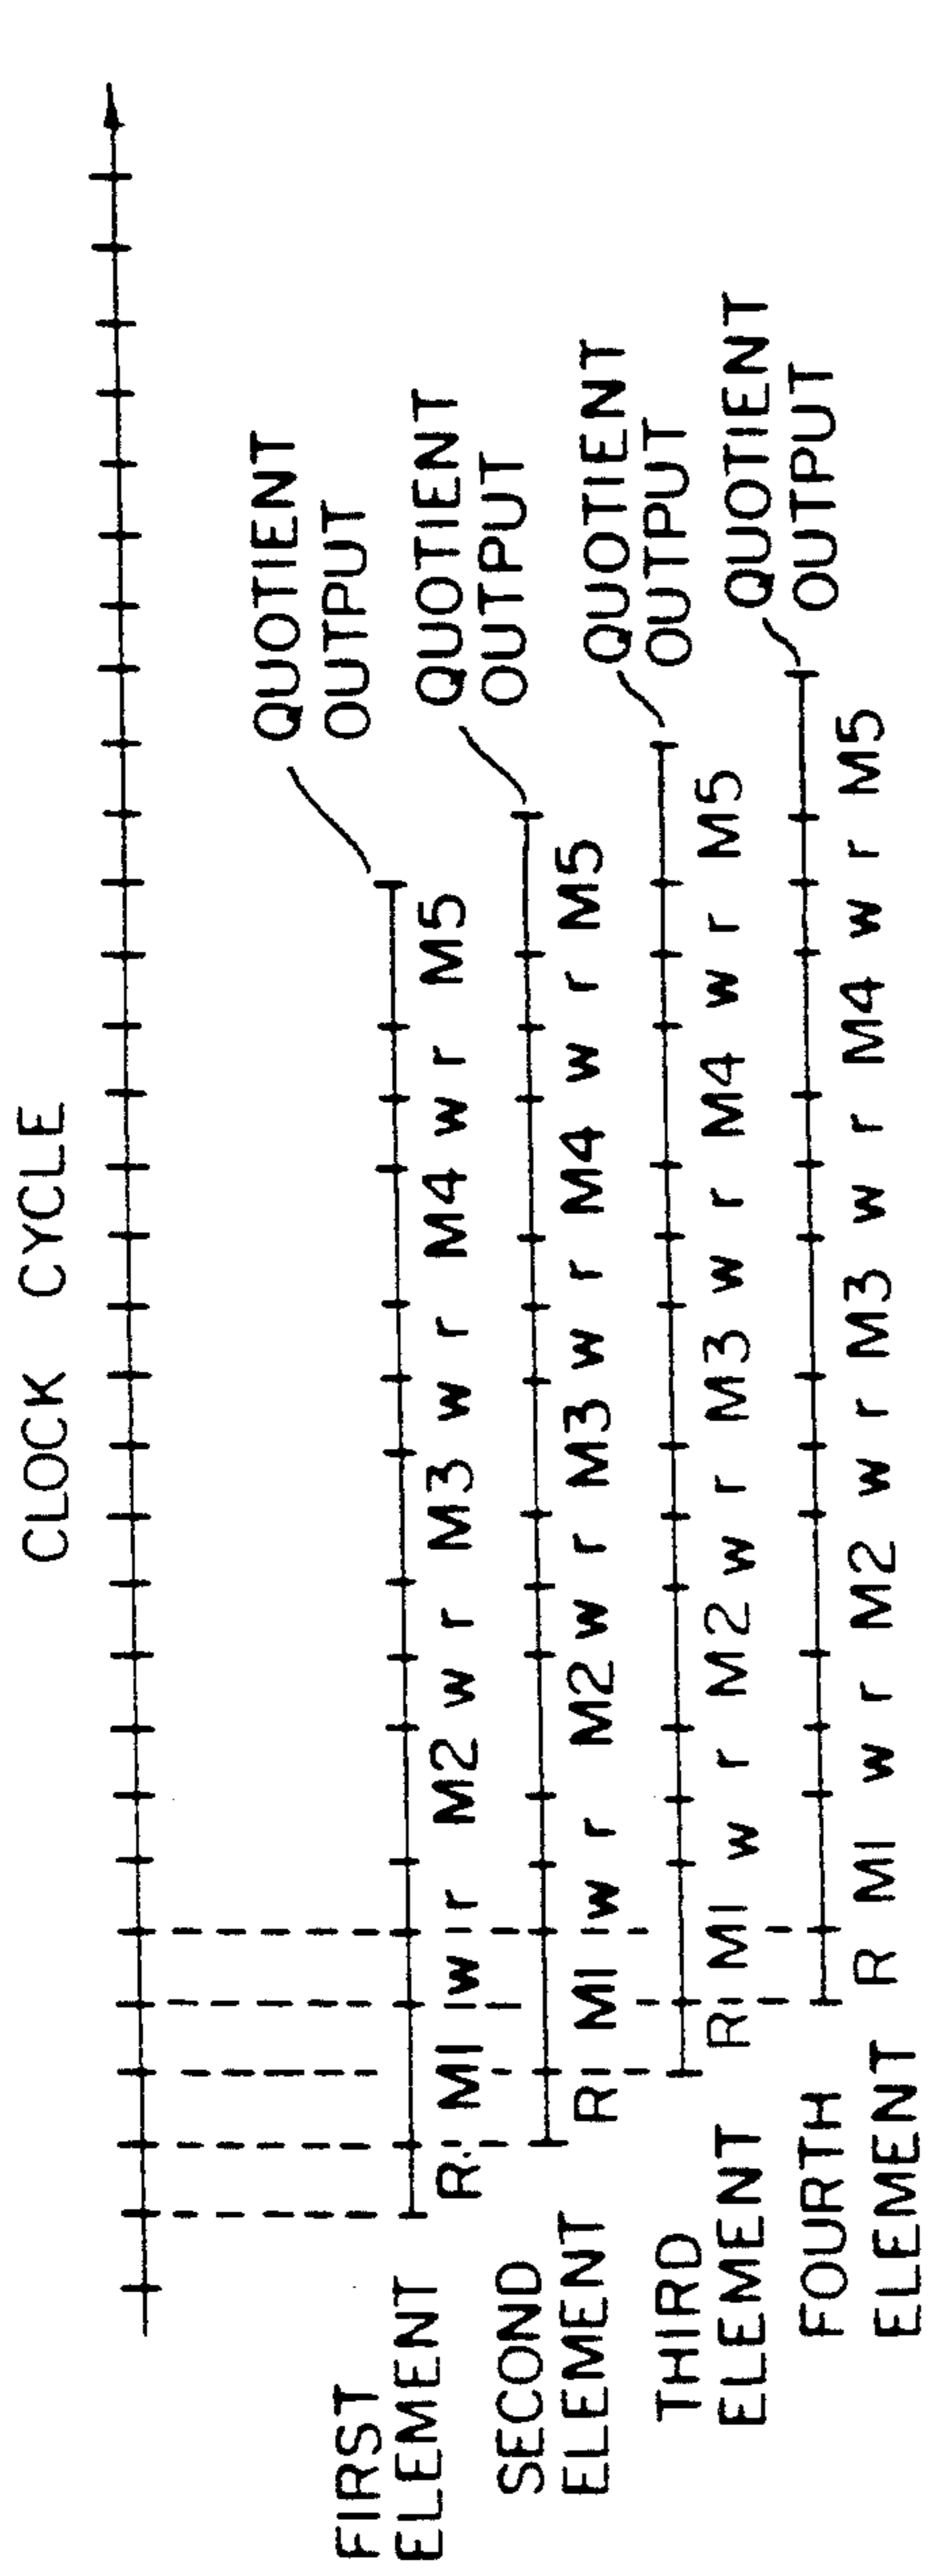 CLOCK CYCLE
QUOTIENT
OUTPUT
FIRST
ELEMENT
R M1 w r M2 w r M3 w r M4 w r M5
QUOTIENT
OUTPUT
SECOND
ELEMENT
R M1 w r M2 w r M3 w r M4 w r M5
QUOTIENT
OUTPUT
THIRD
ELEMENT
R M1 w r M2 w r M3 w r M4 w r M5
QUOTIENT
OUTPUT
FOURTH
ELEMENT
R M1 w r M2 w r M3 w r M4 w r M5